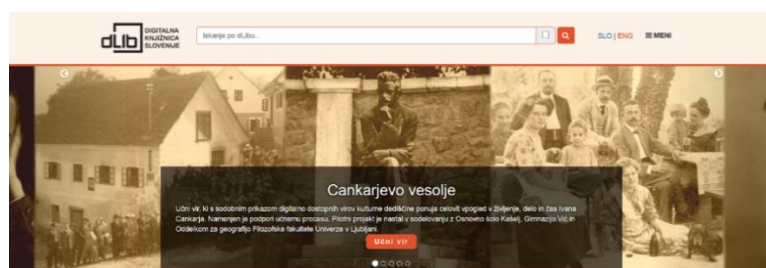 dLib
DIGITALNA
KNJIŽNICA
SLOVENIJE
Iskanje po dLibu...
SLO | ENG
MENI
Cankarjevo vesolje
Učni vir, ki s sodobnim prikazom digitalno dostopnih virov kulturne dediščine ponuja celovit vpogled v življenje, delo in čas Ivana
Cankarja. Namenjen je podpori učnemu procesu. Pilotni projekt je nastal v sodelovanju z Osnovno šolo Kašelj, Gimnazijo Vič in
Oddelkom za geografijo Filozofske fakultete Univerze v Ljubljani.
Učni vir